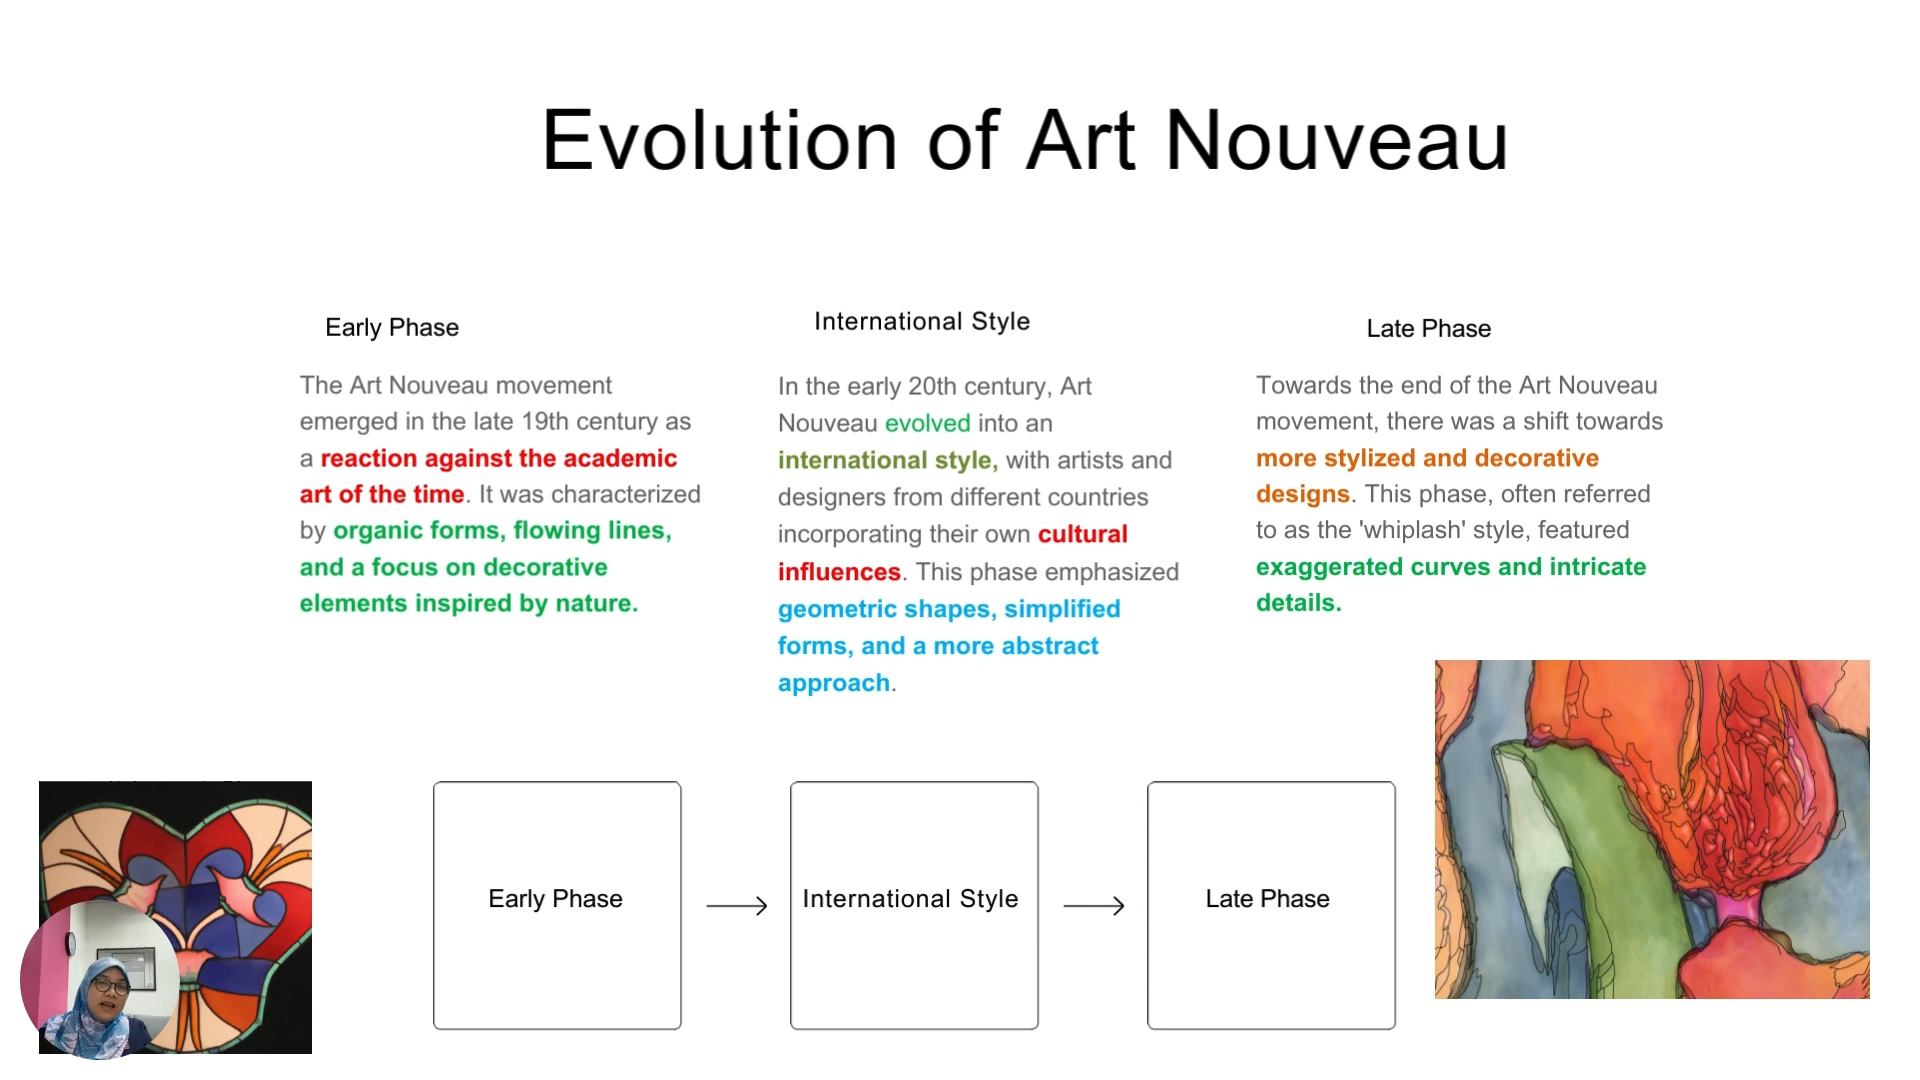 Evolution of Art Nouveau
Early Phase
The Art Nouveau movement
emerged in the late 19th century as
a reaction against the academic
art of the time. It was characterized
by organic forms, flowing lines,
and a focus on decorative
elements inspired by nature.
International Style
In the early 20th century, Art
Nouveau evolved into an
international style, with artists and
designers from different countries
incorporating their own cultural
influences. This phase emphasized
geometric shapes, simplified
forms, and a more abstract
approach.
Late Phase
Towards the end of the Art Nouveau
movement, there was a shift towards
more stylized and decorative
designs. This phase, often referred
to as the 'whiplash' style, featured
exaggerated curves and intricate
details.
Early Phase
International Style
Late Phase